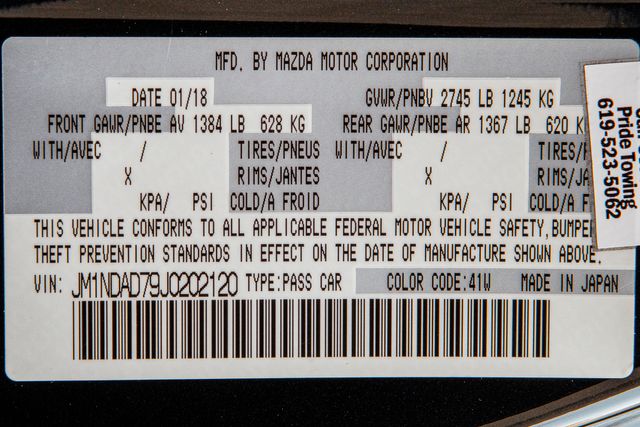 MFD. BY MAZDA MOTOR CORPORATION
DATE 01/18 GVWR/PNBV 2745 LB 1245 KG
FRONT GAWR/PNBE AV 1384 LB 628 KG REAR GAWR/PNBE AR 1367 LB 620 K
WITH/AVEC / TIRES/PNEUS WITH/AVEC / TIRES/
X RIMS/JANTES X RIMS/JA
KPA/ PSI COLD/A FROID KPA/ PSI COLD/A F
THIS VEHICLE CONFORMS TO ALL APPLICABLE FEDERAL MOTOR VEHICLE SAFETY, BUMPE
THEFT PREVENTION STANDARDS IN EFFECT ON THE DATE OF MANUFACTURE SHOWN ABOVE.
VIN: JM1NDAD79J0202120 TYPE:PASS CAR COLOR CODE:41W MADE IN JAPAN
Pride Towing
619-523-5062